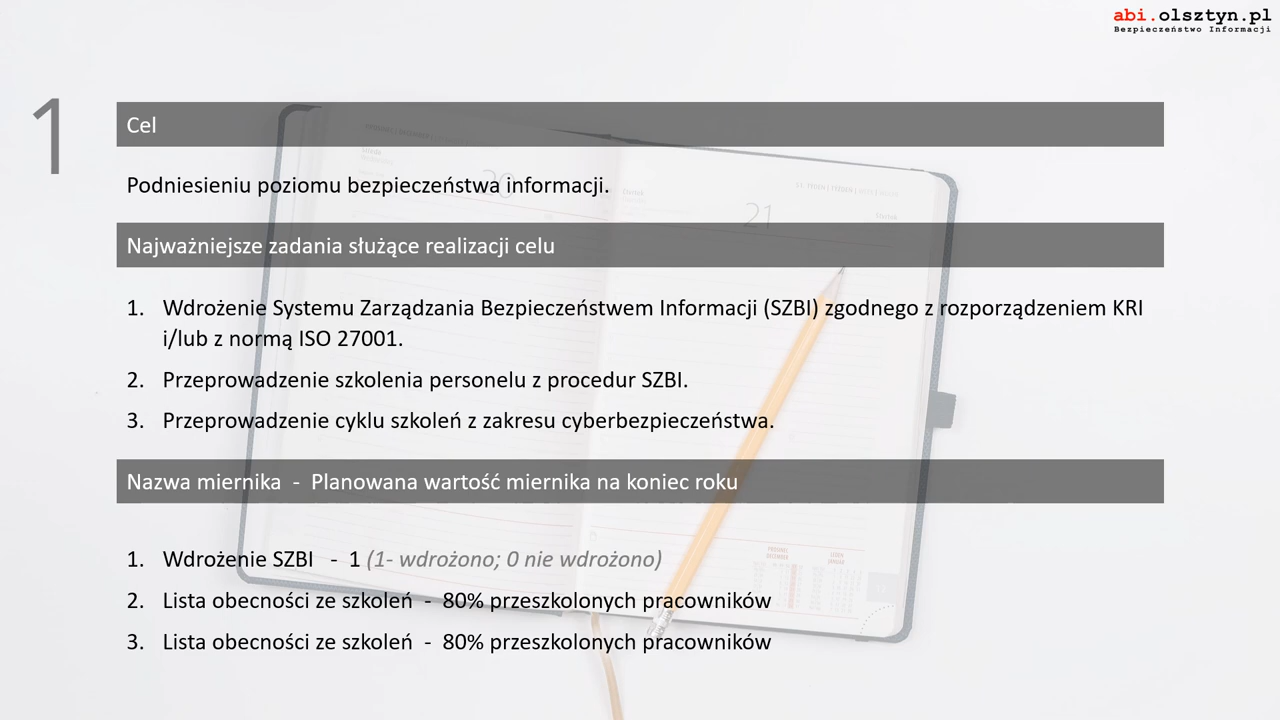 abi.olsztyn.pl
Bezpieczeństwo Informacji
1
Cel
Podniesieniu poziomu bezpieczeństwa informacji.
Najważniejsze zadania służące realizacji celu
1. Wdrożenie Systemu Zarządzania Bezpieczeństwem Informacji (SZBI) zgodnego z rozporządzeniem KRI
i/lub z normą ISO 27001.
2. Przeprowadzenie szkolenia personelu z procedur SZBI.
3. Przeprowadzenie cyklu szkoleń z zakresu cyberbezpieczeństwa.
Nazwa miernika - Planowana wartość miernika na koniec roku
1. Wdrożenie SZBI - 1 (1- wdrożono; 0 nie wdrożono)
2. Lista obecności ze szkoleń - 80% przeszkolonych pracowników
3. Lista obecności ze szkoleń - 80% przeszkolonych pracowników
20
21